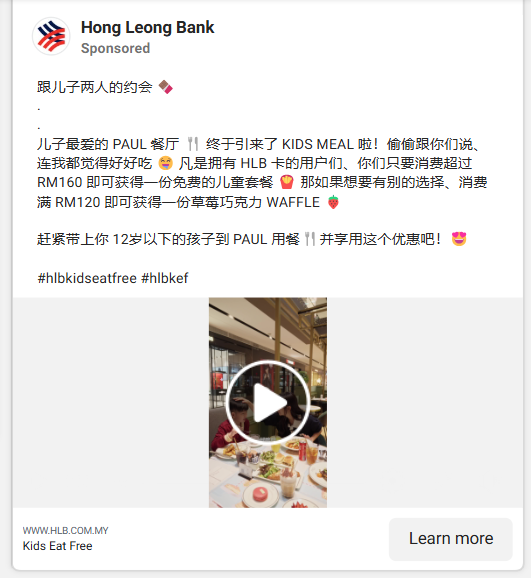 Hong Leong Bank
Sponsored
跟儿子两人的约会 🍫
.
.
儿子最爱的 PAUL 餐厅 🍴 终于引来了 KIDS MEAL 啦！偷偷跟你们说、
连我都觉得好好吃 😆 凡是拥有 HLB 卡的用户们、你们只要消费超过
RM160 即可获得一份免费的儿童套餐 🍟 那如果想要有别的选择、消费
满 RM120 即可获得一份草莓巧克力 WAFFLE 🍓
赶紧带上你 12岁以下的孩子到 PAUL 用餐🍴并享用这个优惠吧！😍
#hlbkidseatfree #hlbkef
WWW.HLB.COM.MY
Kids Eat Free
Learn more